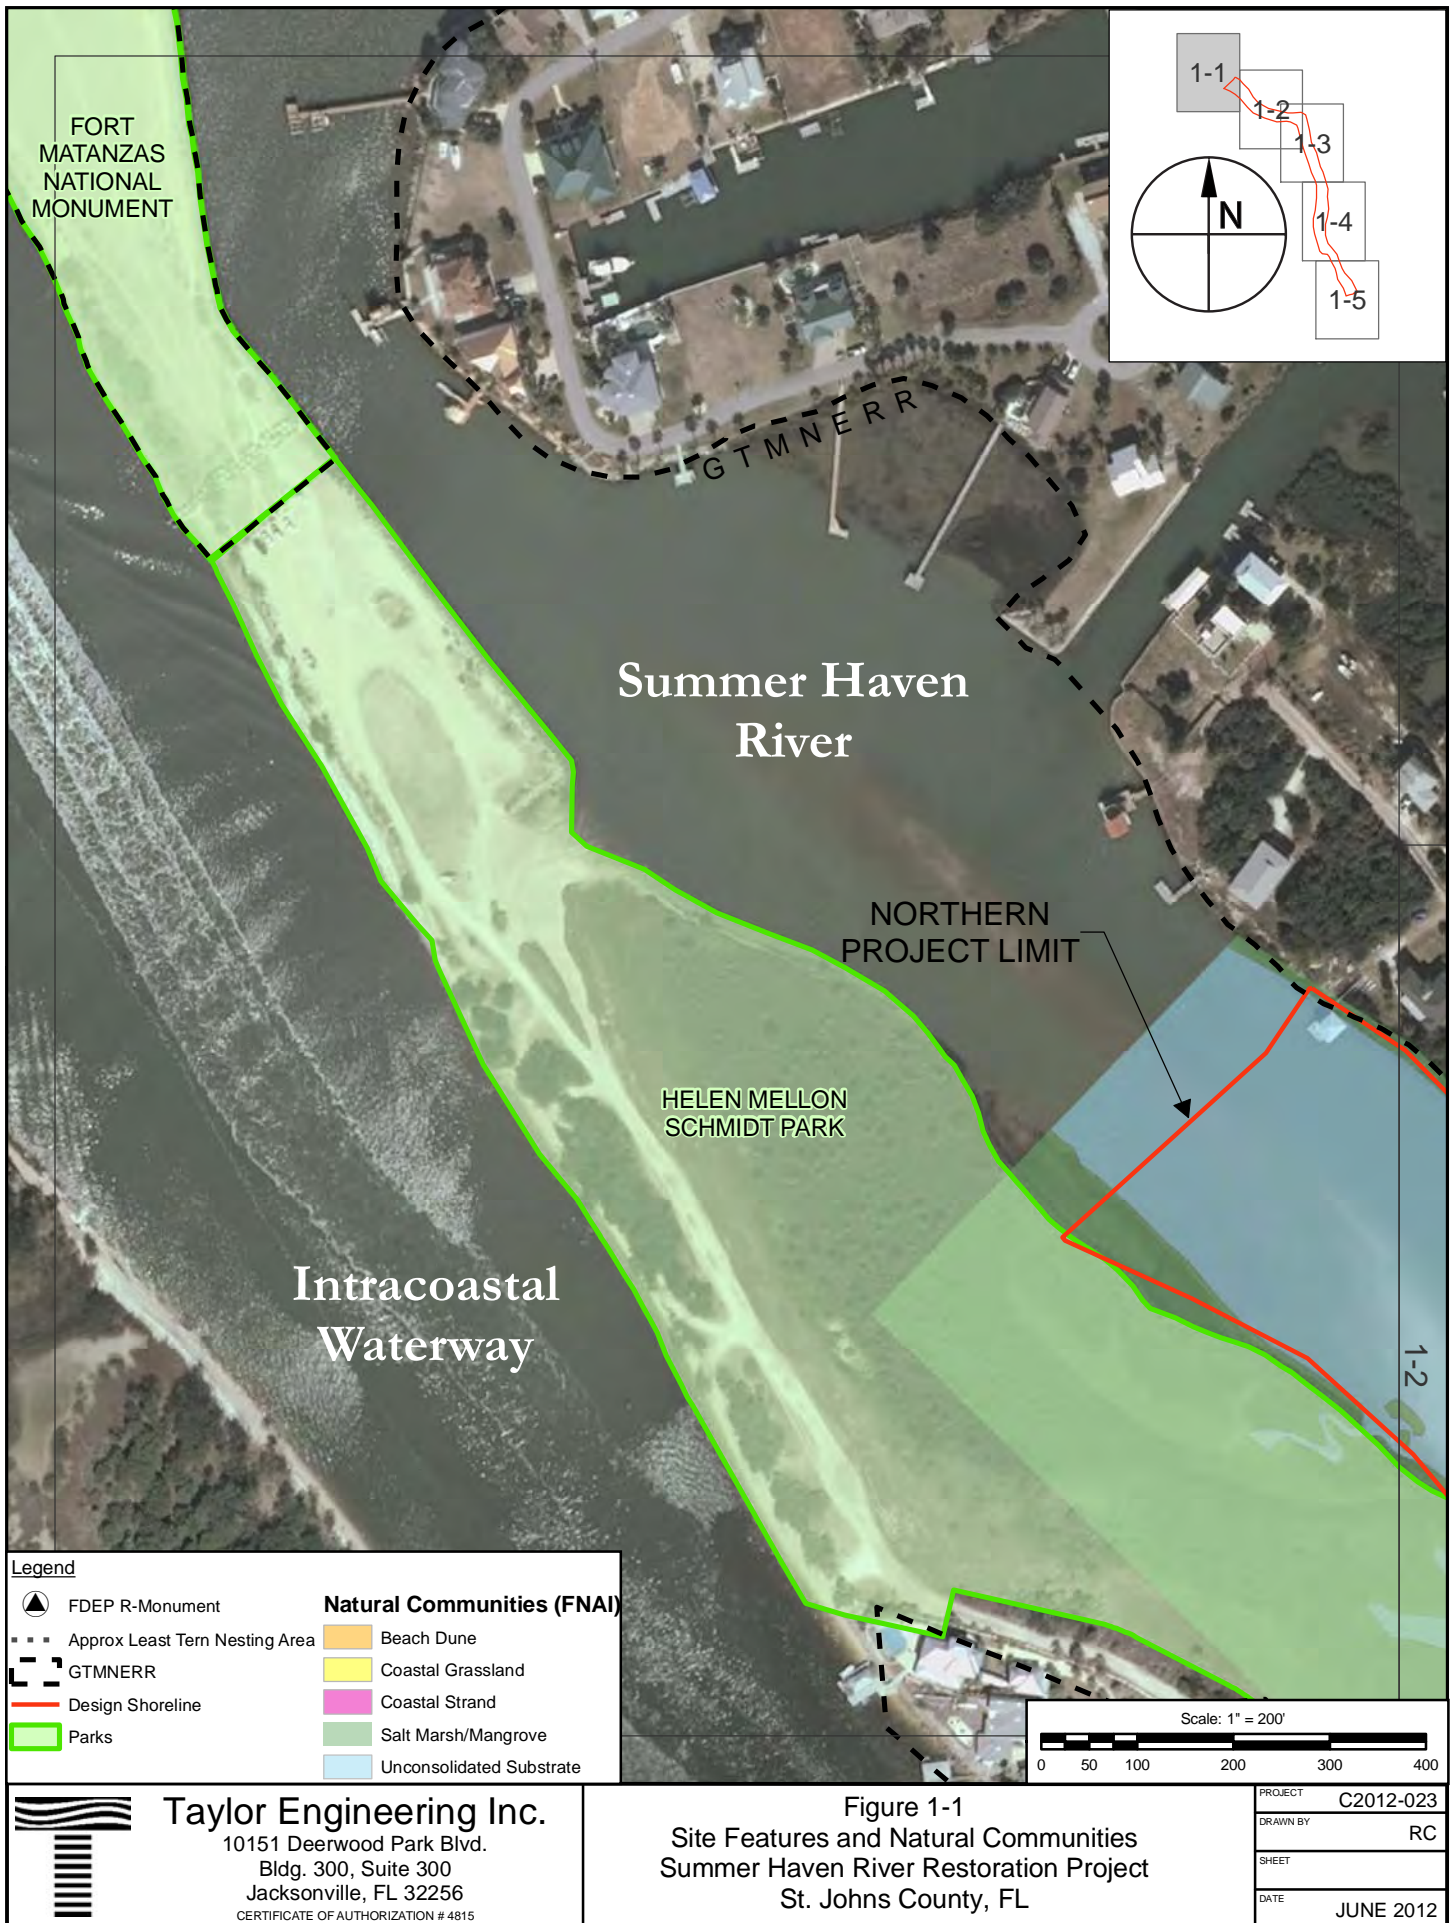 FORT
MATANZAS
NATIONAL
MONUMENT
1-1
1-2
1-3
1-4
1-5
N
GTMNERR
Summer Haven
River
NORTHERN
PROJECT LIMIT
HELEN MELLON
SCHMIDT PARK
Intracoastal
Waterway
1-2
Legend
FDEP R-Monument
Approx Least Tern Nesting Area
GTMNERR
Design Shoreline
Parks
Natural Communities (FNAI)
Beach Dune
Coastal Grassland
Coastal Strand
Salt Marsh/Mangrove
Unconsolidated Substrate
Scale: 1" = 200'
0 50 100 200 300 400
Taylor Engineering Inc.
10151 Deerwood Park Blvd.
Bldg. 300, Suite 300
Jacksonville, FL 32256
CERTIFICATE OF AUTHORIZATION # 4815
Figure 1-1
Site Features and Natural Communities
Summer Haven River Restoration Project
St. Johns County, FL
PROJECT C2012-023
DRAWN BY RC
SHEET
DATE JUNE 2012